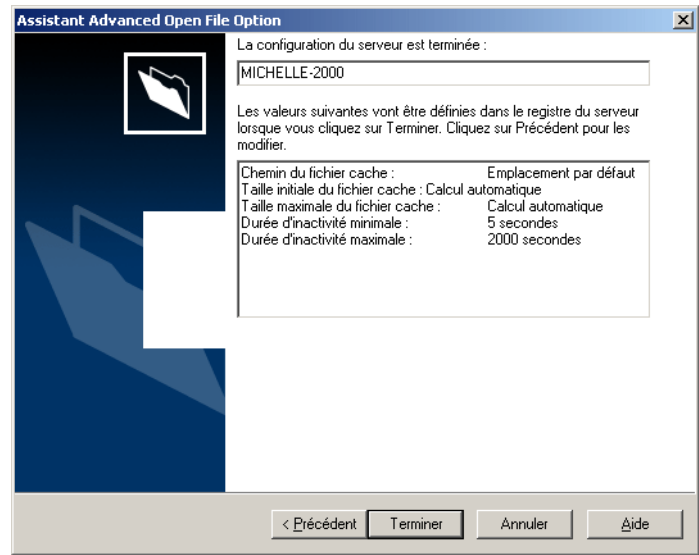 Assistant Advanced Open File Option
La configuration du serveur est terminée :
MICHELLE-2000
Les valeurs suivantes vont être définies dans le registre du serveur
lorsque vous cliquez sur Terminer. Cliquez sur Précédent pour les
modifier.
Chemin du fichier cache : Emplacement par défaut
Taille initiale du fichier cache : Calcul automatique
Taille maximale du fichier cache : Calcul automatique
Durée d'inactivité minimale : 5 secondes
Durée d'inactivité maximale : 2000 secondes
< Précédent Terminer Annuler Aide